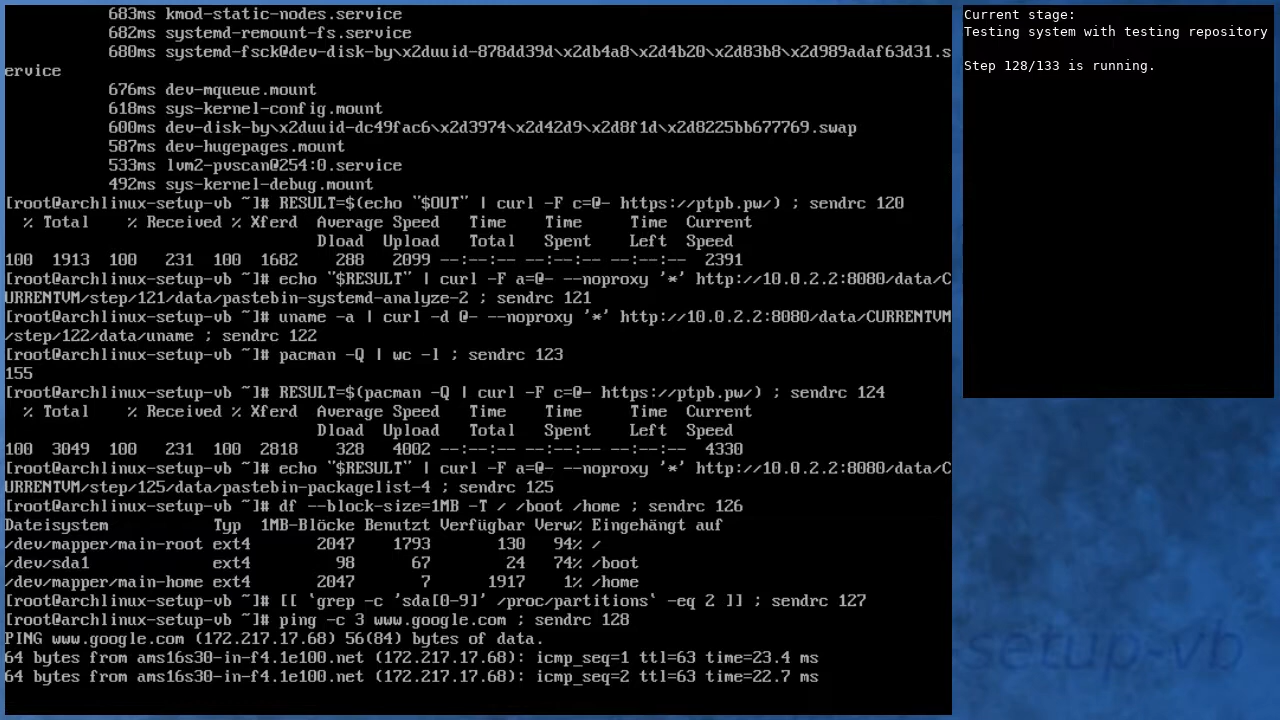 683ms kmod-static-nodes.service
682ms systemd-remount-fs.service
680ms systemd-fsck@dev-disk-by\x2duuid-878dd39d\x2db4a8\x2d4b20\x2d83b8\x2d989adaf63d31.s
ervice
676ms dev-mqueue.mount
618ms sys-kernel-config.mount
600ms dev-disk-by\x2duuid-dc49fac6\x2d3974\x2d42d9\x2d8f1d\x2d8225bb677769.swap
587ms dev-hugepages.mount
533ms lvm2-pvscan@254:0.service
492ms sys-kernel-debug.mount
[root@archlinux-setup-vb ~]# RESULT=$(echo "$OUT" | curl -F c=@- https://ptpb.pw/) ; sendrc 120
% Total    % Received % Xferd  Average Speed   Time    Time     Time  Current
Dload  Upload   Total   Spent    Left  Speed
100  1913  100   231  100  1682    288   2099 --:--:-- --:--:-- --:--:--  2391
[root@archlinux-setup-vb ~]# echo "$RESULT" | curl -F a=@- --noproxy '*' http://10.0.2.2:8080/data/C
URRENTVM/step/121/data/pastebin-systemd-analyze-2 ; sendrc 121
[root@archlinux-setup-vb ~]# uname -a | curl -d @- --noproxy '*' http://10.0.2.2:8080/data/CURRENTVM
/step/122/data/uname ; sendrc 122
[root@archlinux-setup-vb ~]# pacman -Q | wc -l ; sendrc 123
155
[root@archlinux-setup-vb ~]# RESULT=$(pacman -Q | curl -F c=@- https://ptpb.pw/) ; sendrc 124
% Total    % Received % Xferd  Average Speed   Time    Time     Time  Current
Dload  Upload   Total   Spent    Left  Speed
100  3049  100   231  100  2818    328   4002 --:--:-- --:--:-- --:--:--  4330
[root@archlinux-setup-vb ~]# echo "$RESULT" | curl -F a=@- --noproxy '*' http://10.0.2.2:8080/data/C
URRENTVM/step/125/data/pastebin-packagelist-4 ; sendrc 125
[root@archlinux-setup-vb ~]# df --block-size=1MB -T / /boot /home ; sendrc 126
Dateisystem           Typ  1MB-Blöcke Benutzt Verfügbar Verw% Eingehängt auf
/dev/mapper/main-root ext4       2047    1793       130   94% /
/dev/sda1             ext4         98      67        24   74% /boot
/dev/mapper/main-home ext4       2047       7      1917    1% /home
[root@archlinux-setup-vb ~]# [[ `grep -c 'sda[0-9]' /proc/partitions` -eq 2 ]] ; sendrc 127
[root@archlinux-setup-vb ~]# ping -c 3 www.google.com ; sendrc 128
PING www.google.com (172.217.17.68) 56(84) bytes of data.
64 bytes from ams16s30-in-f4.1e100.net (172.217.17.68): icmp_seq=1 ttl=63 time=23.4 ms
64 bytes from ams16s30-in-f4.1e100.net (172.217.17.68): icmp_seq=2 ttl=63 time=22.7 ms
Current stage:
Testing system with testing repository
Step 128/133 is running.
setup-vb